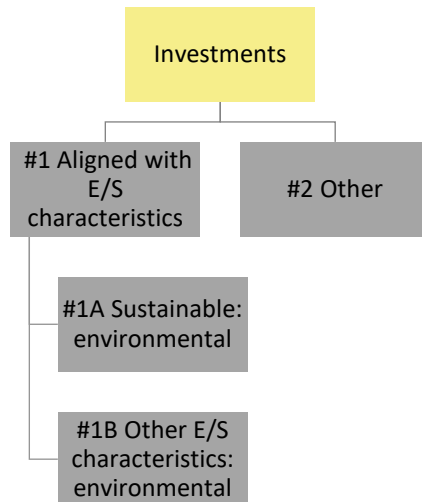 Investments
#1 Aligned with
E/S
characteristics
#2 Other
#1A Sustainable:
environmental
#1B Other E/S
characteristics:
environmental